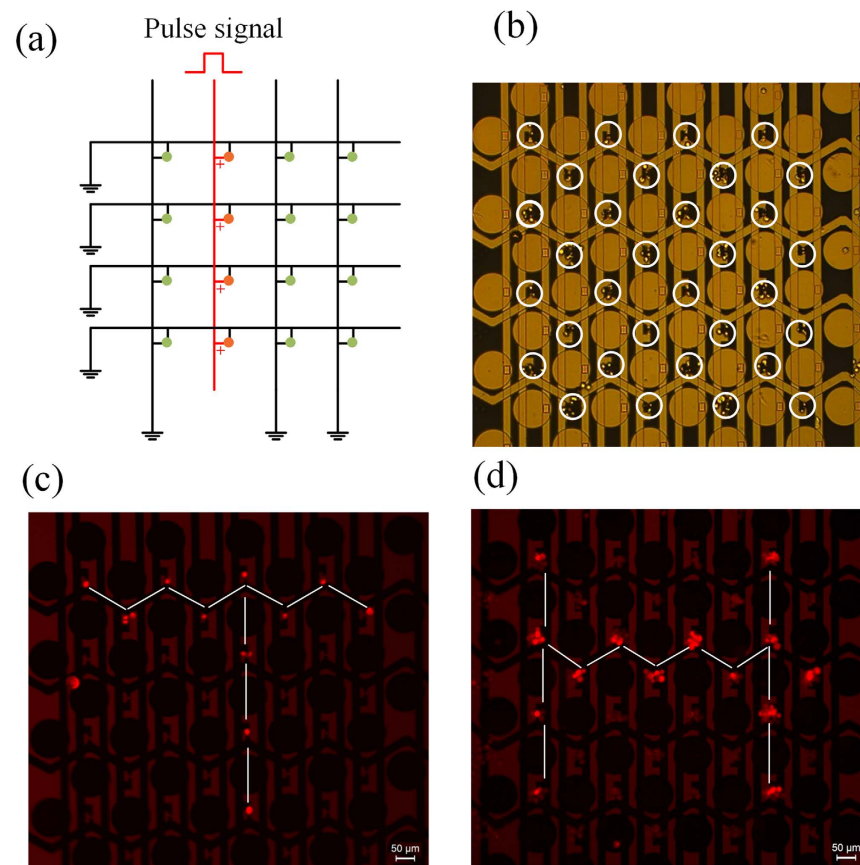 (a)
Pulse signal
+
+
+
+
(b)
(c)
50 µm
(d)
50 µm